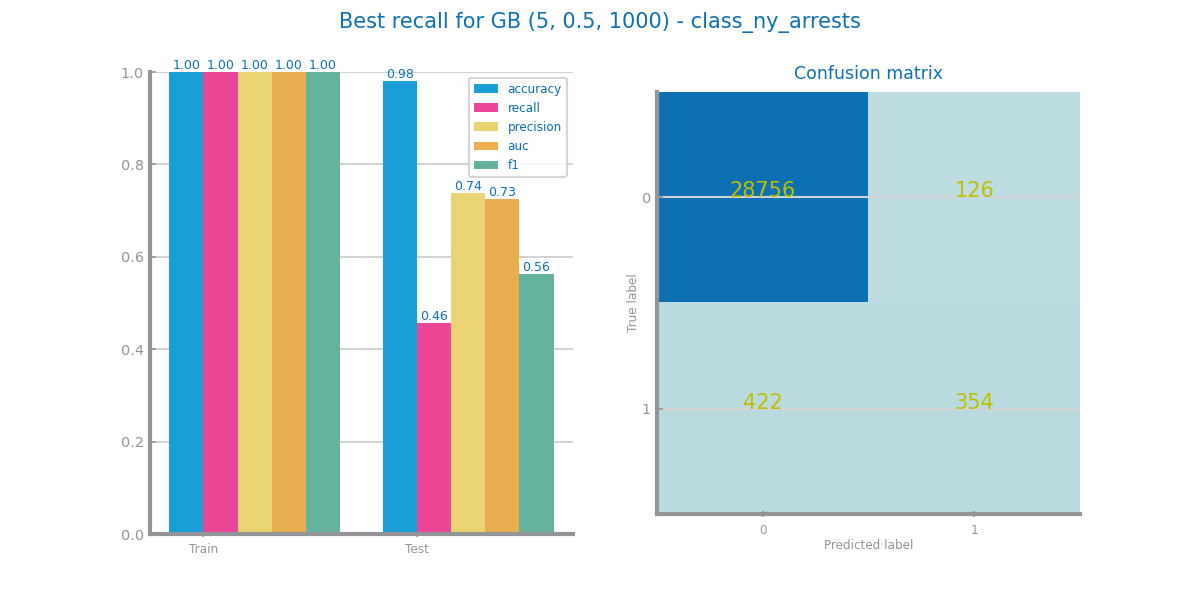 Best recall for GB (5, 0.5, 1000) - class_ny_arrests
1.0
0.8
0.6
0.4
0.2
0.0
1.00 1.00 1.00 1.00 1.00
0.98
0.46
0.74
0.73
0.56
accuracy
recall
precision
auc
f1
Train
Test
Confusion matrix
True label
0
1
28756 126
422 354
0 1
Predicted label